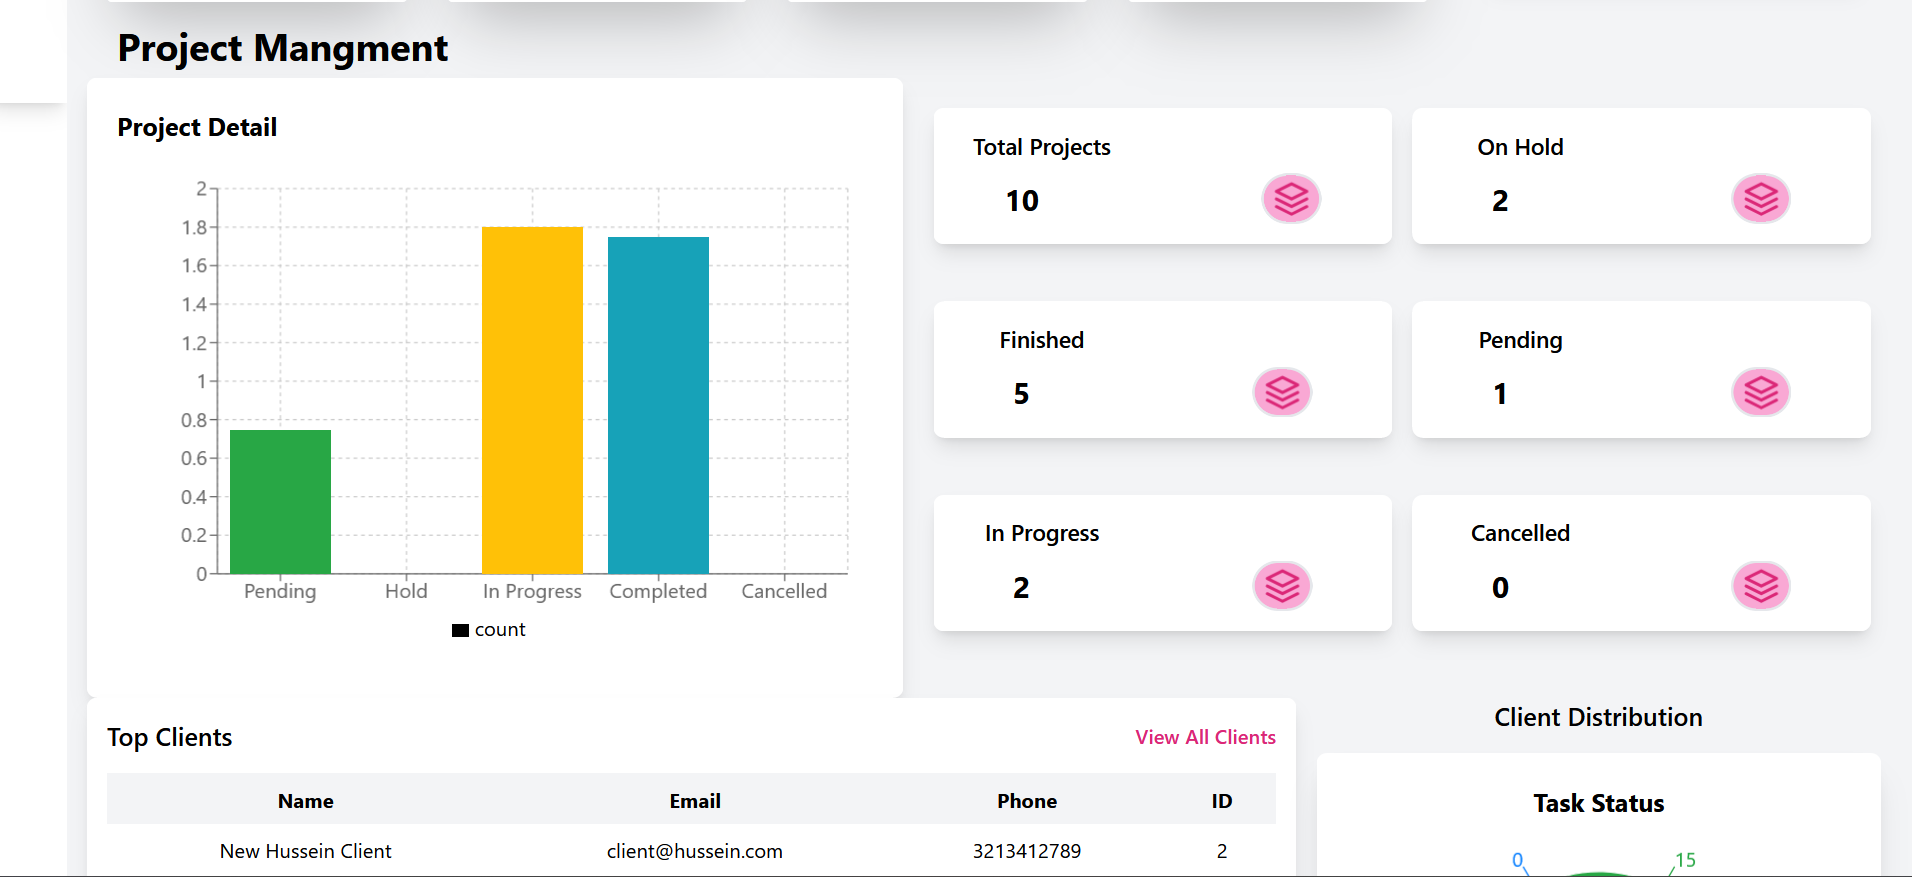 Project Mangment
Project Detail
2
1.8
1.6
1.4
1.2
1
0.8
0.6
0.4
0.2
0
Pending Hold In Progress Completed Cancelled
count
Total Projects
10
On Hold
2
Finished
5
Pending
1
In Progress
2
Cancelled
0
Top Clients View All Clients
Name Email Phone ID
New Hussein Client client@hussein.com 3213412789 2
Client Distribution
Task Status
0 15